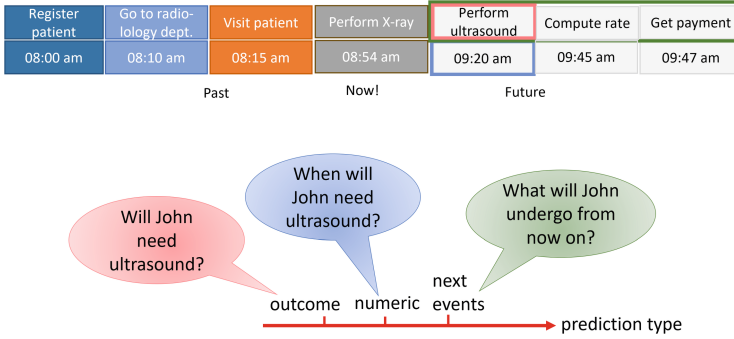 Register
patient
Go to radio-
lology dept.
Visit patient
Perform X-ray
Perform
ultrasound
Compute rate
Get payment
08:00 am
08:10 am
08:15 am
08:54 am
09:20 am
09:45 am
09:47 am
Past
Now!
Future
Will John
need
ultrasound?
When will
John need
ultrasound?
What will John
undergo from
now on?
outcome
numeric
next
events
prediction type